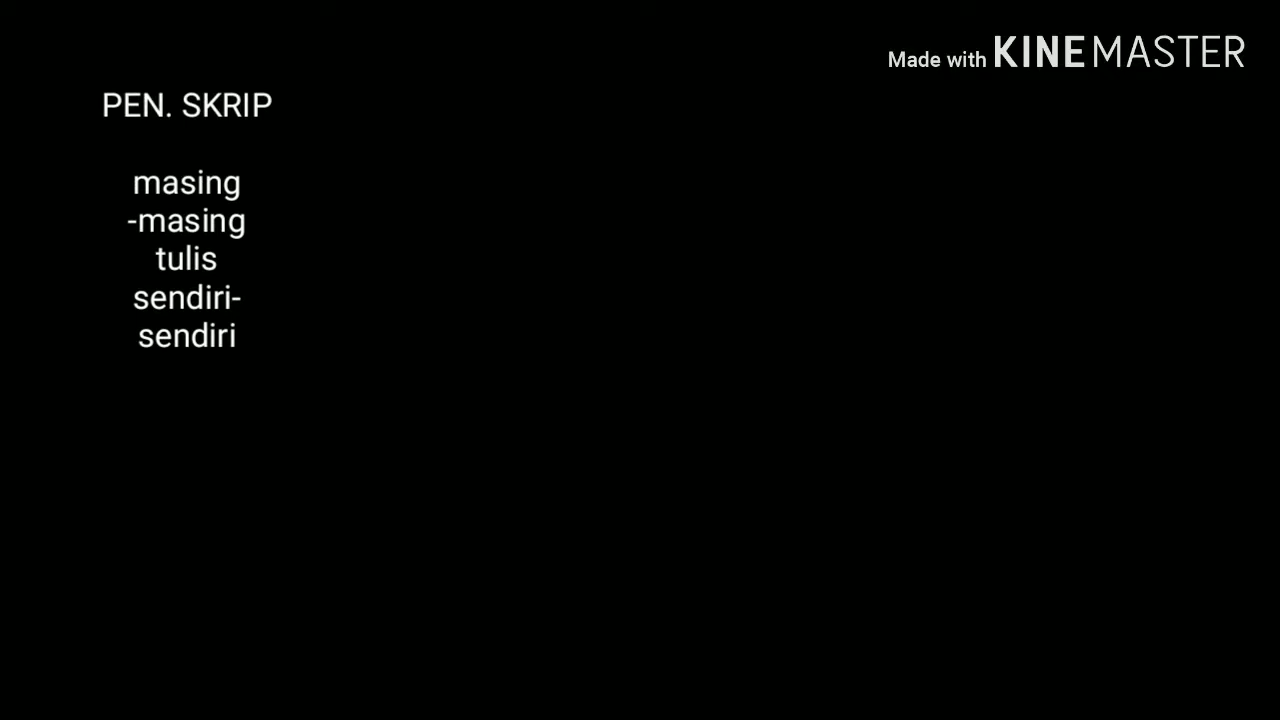 Made with KINEMASTER
PEN. SKRIP
masing
-masing
tulis
sendiri-
sendiri